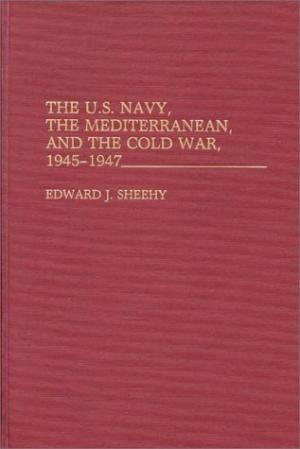 THE U.S. NAVY,
THE MEDITERRANEAN,
AND THE COLD WAR,
1945–1947
EDWARD J. SHEEHY